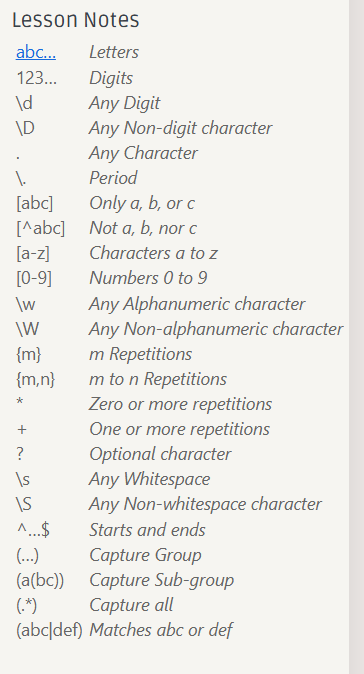 Lesson Notes
abc… Letters
123… Digits
\d Any Digit
\D Any Non-digit character
. Any Character
\. Period
[abc] Only a, b, or c
[^abc] Not a, b, nor c
[a-z] Characters a to z
[0-9] Numbers 0 to 9
\w Any Alphanumeric character
\W Any Non-alphanumeric character
{m} m Repetitions
{m,n} m to n Repetitions
* Zero or more repetitions
+ One or more repetitions
? Optional character
\s Any Whitespace
\S Any Non-whitespace character
^…$ Starts and ends
(…) Capture Group
(a(bc)) Capture Sub-group
(.*) Capture all
(abc|def) Matches abc or def